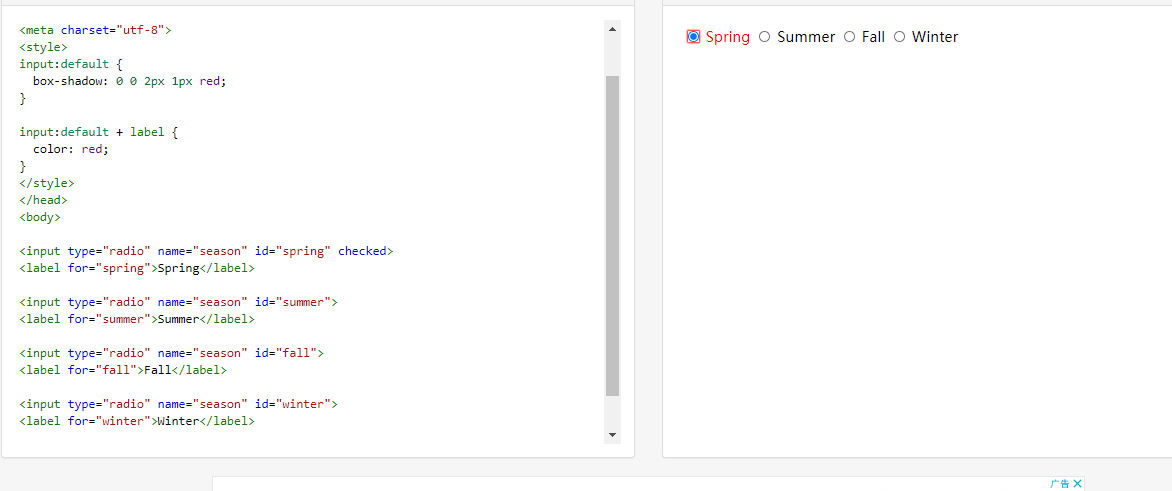 <meta charset="utf-8">
<style>
input:default {
  box-shadow: 0 0 2px 1px red;
}

input:default + label {
  color: red;
}
</style>
</head>
<body>

<input type="radio" name="season" id="spring" checked>
<label for="spring">Spring</label>

<input type="radio" name="season" id="summer">
<label for="summer">Summer</label>

<input type="radio" name="season" id="fall">
<label for="fall">Fall</label>

<input type="radio" name="season" id="winter">
<label for="winter">Winter</label>
Spring Summer Fall Winter
广告